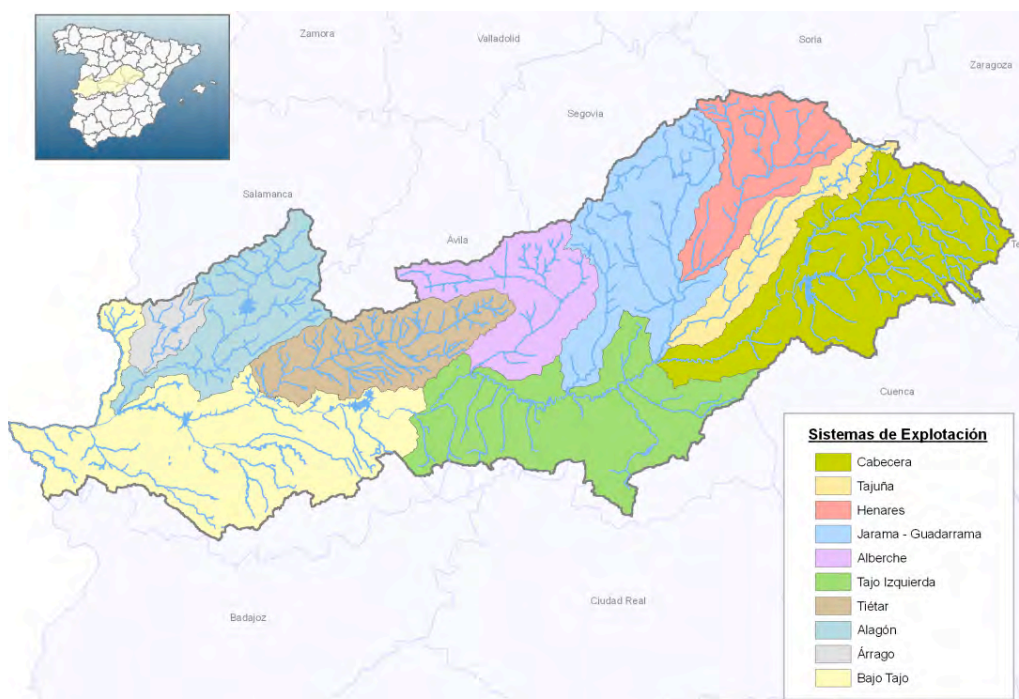 Zamora
Valladolid
Soria
Zaragoza
Segovia
Salamanca
Ávila
Te
Cuenca
Badajoz
Ciudad Real
Sistemas de Explotación
Cabecera
Tajuña
Henares
Jarama - Guadarrama
Alberche
Tajo Izquierda
Tiétar
Alagón
Árrago
Bajo Tajo